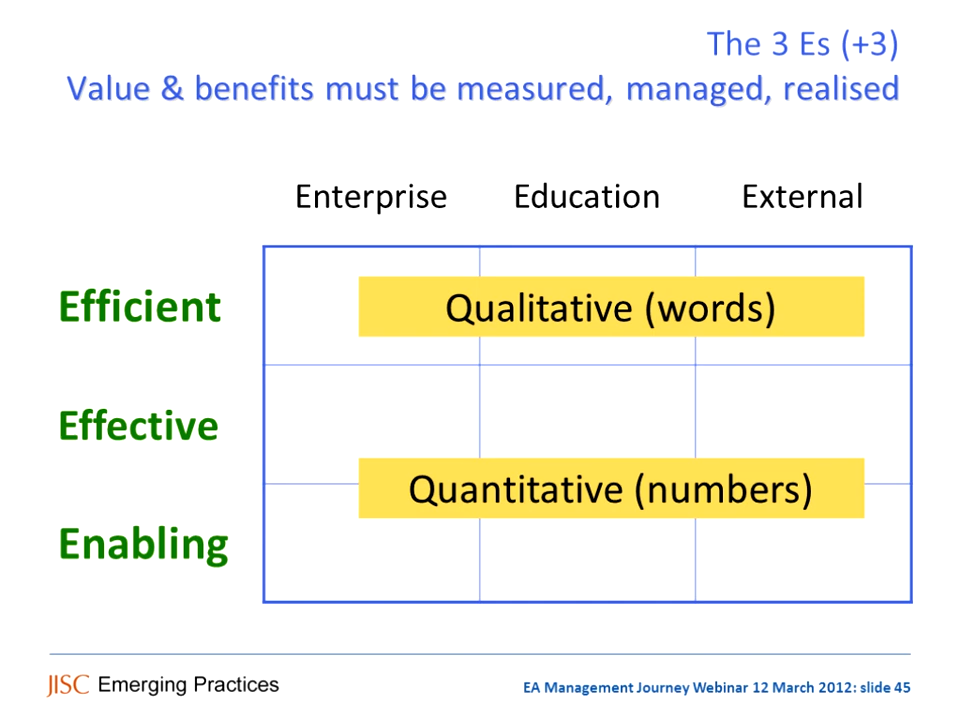 The 3 Es (+3)
Value & benefits must be measured, managed, realised
Enterprise Education External
Efficient
Qualitative (words)
Effective
Quantitative (numbers)
Enabling
JISC Emerging Practices
EA Management Journey Webinar 12 March 2012: slide 45